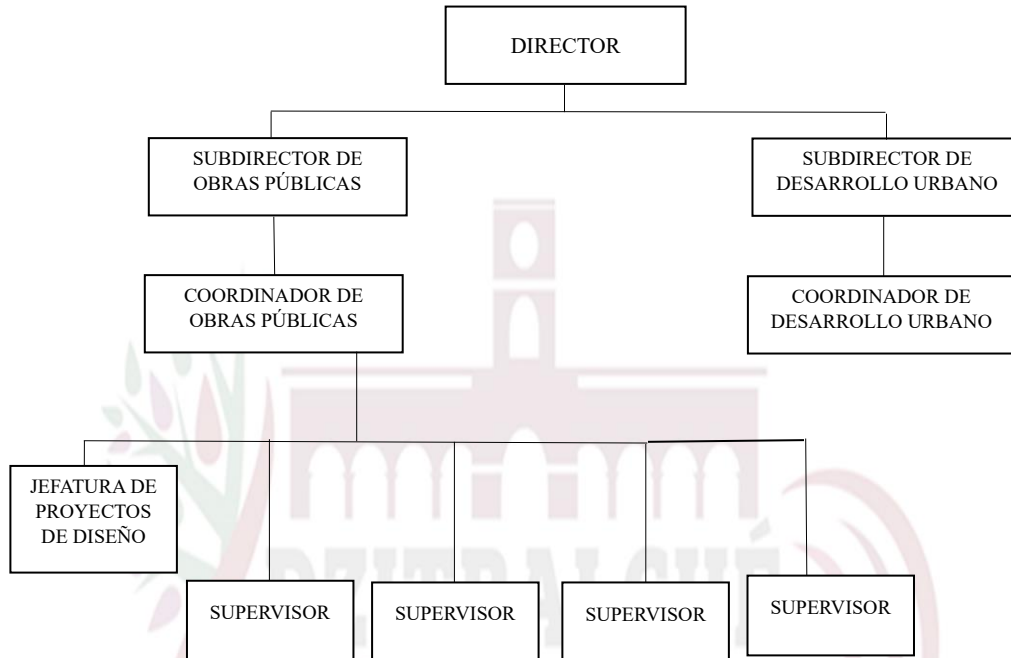 DIRECTOR
SUBDIRECTOR DE
OBRAS PÚBLICAS
SUBDIRECTOR DE
DESARROLLO URBANO
COORDINADOR DE
OBRAS PÚBLICAS
COORDINADOR DE
DESARROLLO URBANO
JEFATURA DE
PROYECTOS
DE DISEÑO
SUPERVISOR
SUPERVISOR
SUPERVISOR
SUPERVISOR